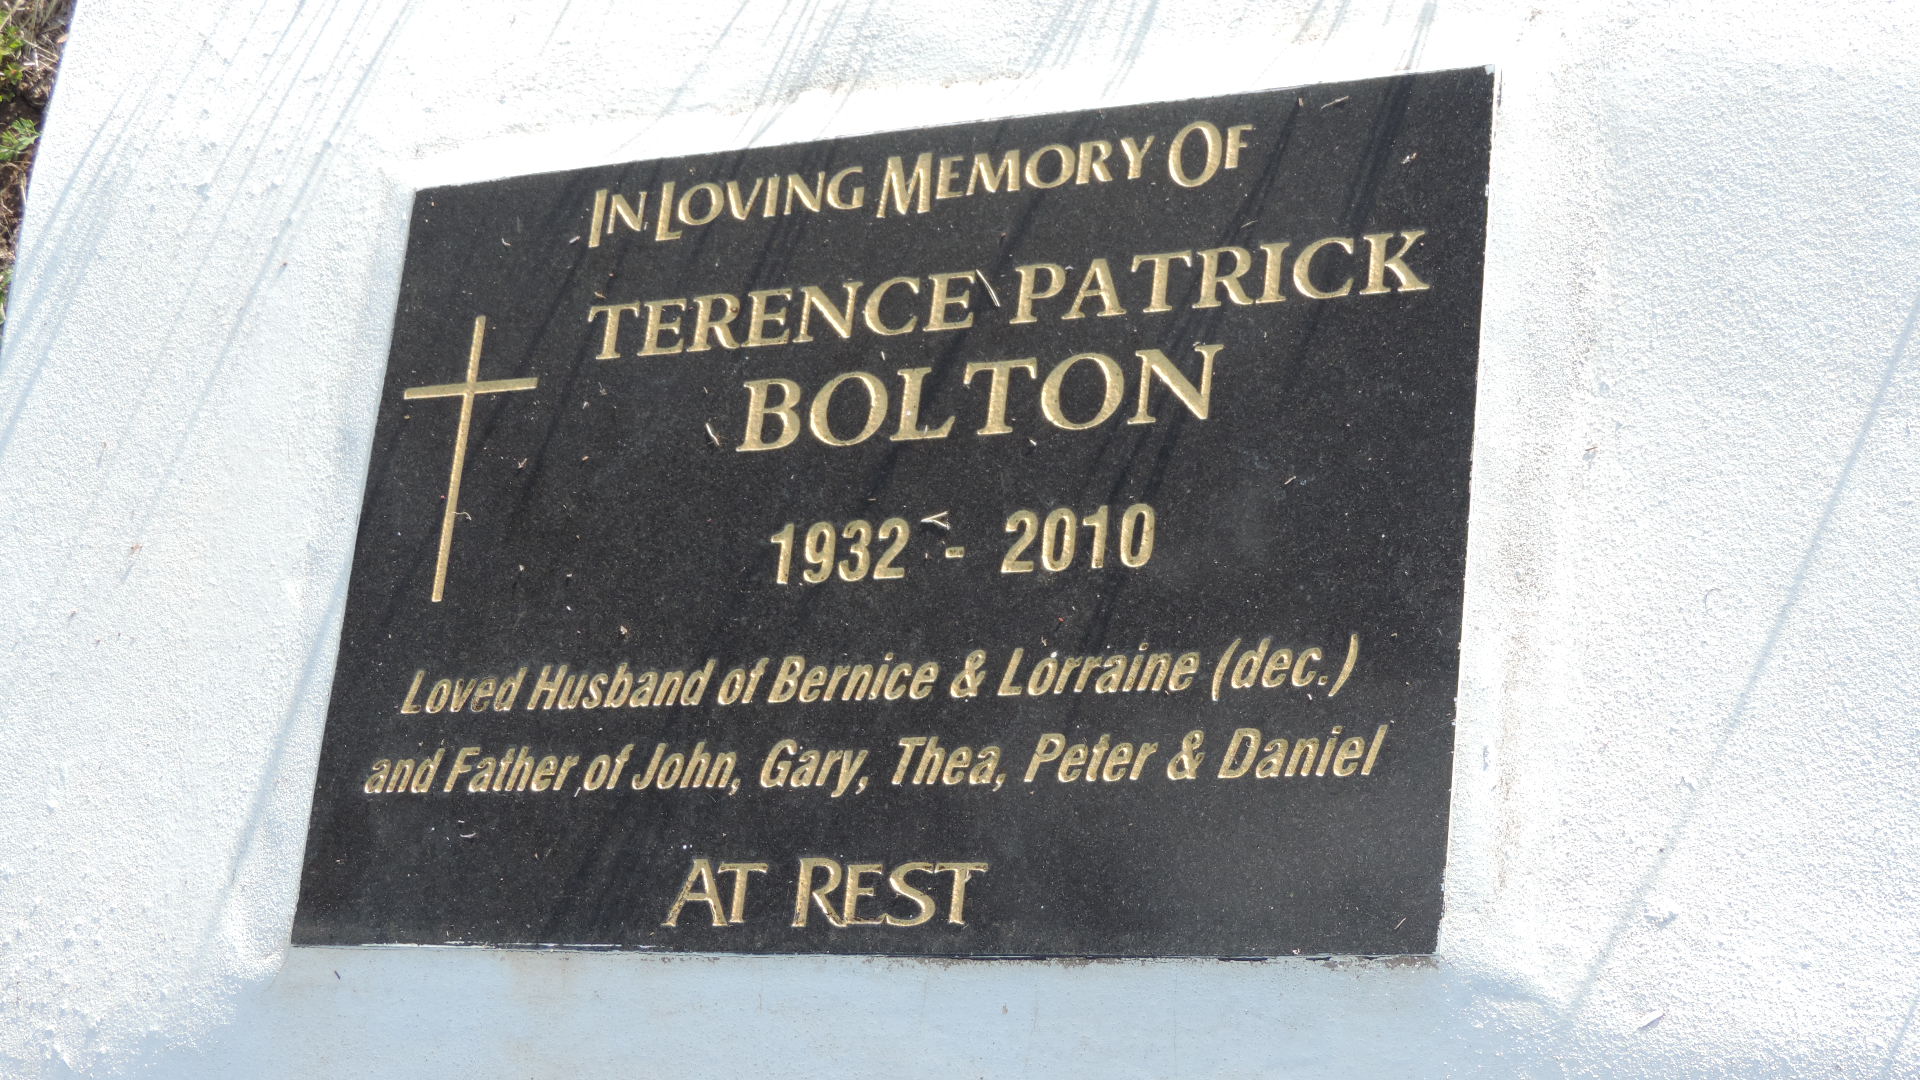 IN LOVING MEMORY OF
TERENCE PATRICK
BOLTON
1932 - 2010
Loved Husband of Bernice & Lorraine (dec.)
and Father of John, Gary, Thea, Peter & Daniel
AT REST